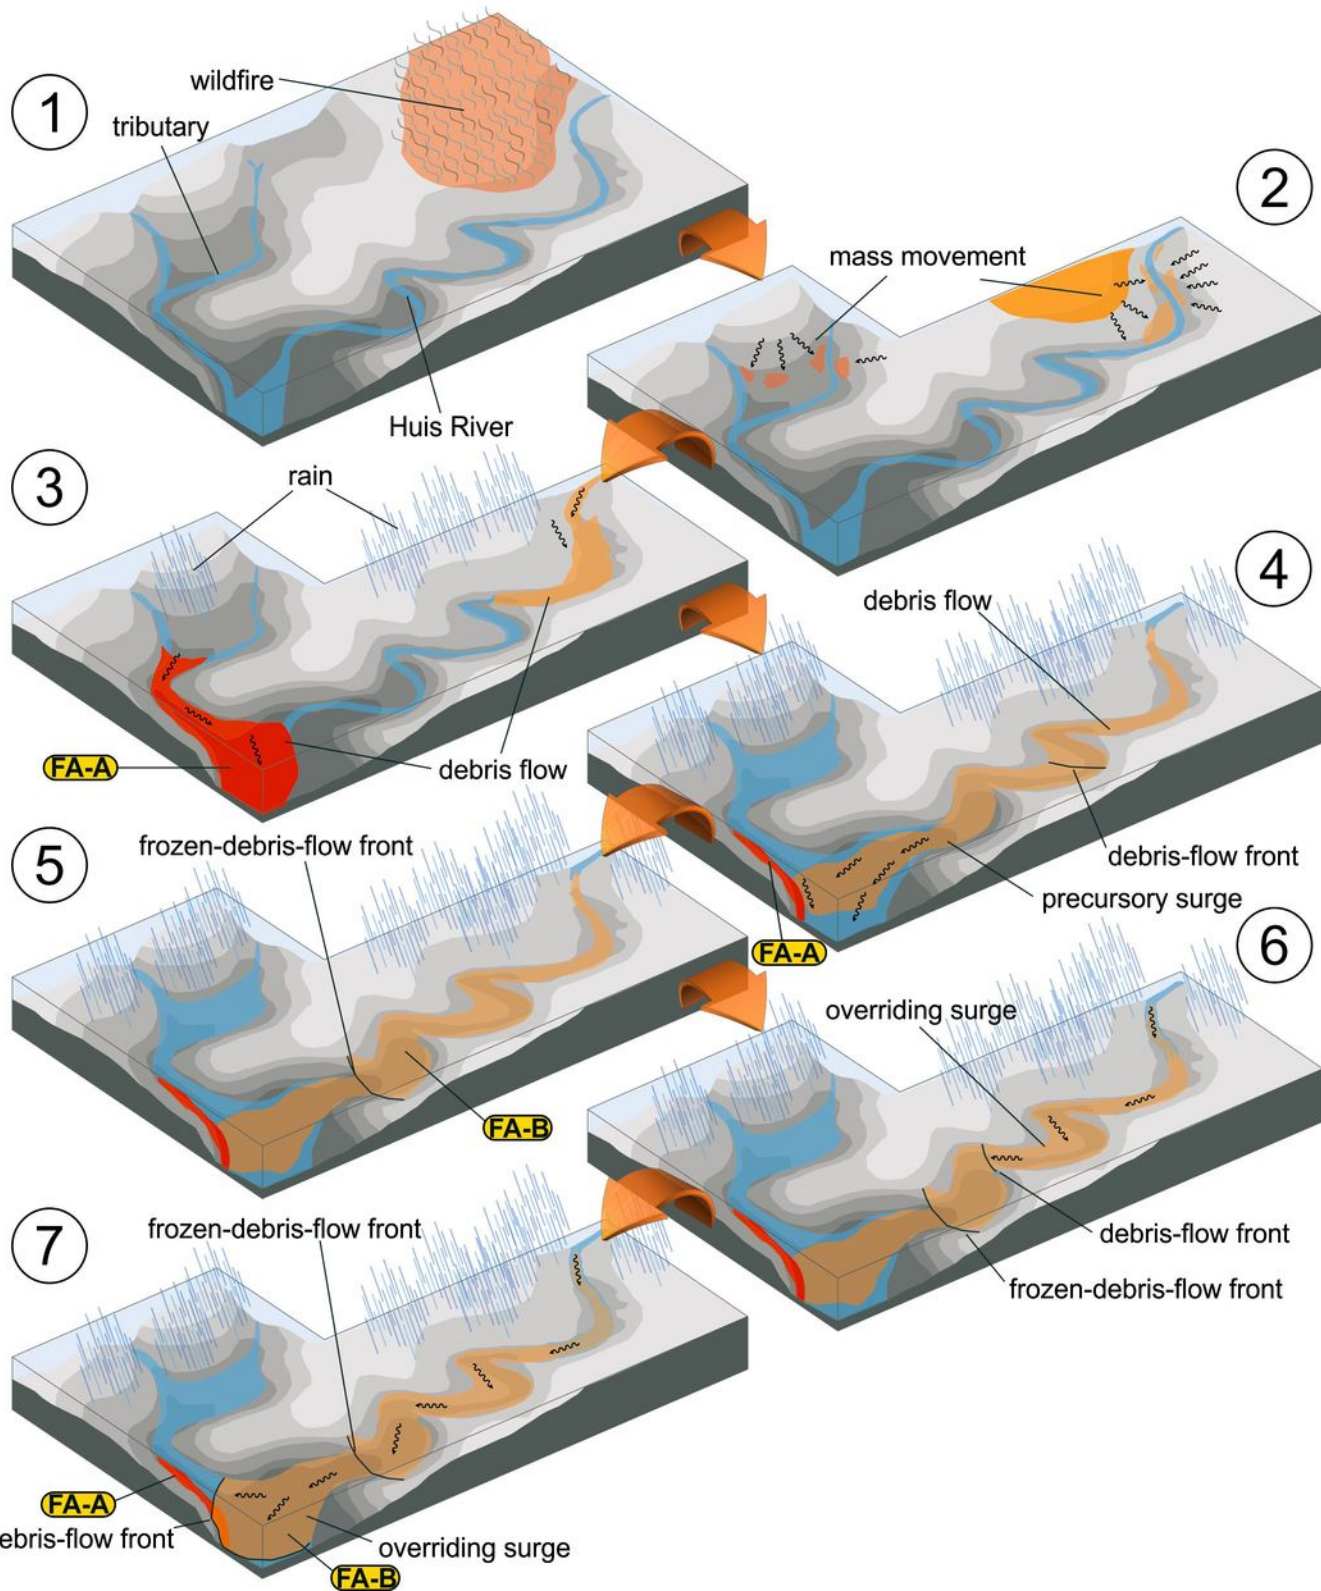 1
wildfire
tributary
Huis River
2
mass movement
3
rain
FA-A
debris flow
4
debris flow
debris-flow front
precursory surge
FA-A
5
frozen-debris-flow front
FA-B
6
overriding surge
debris-flow front
frozen-debris-flow front
7
frozen-debris-flow front
FA-A
ebris-flow front
overriding surge
FA-B